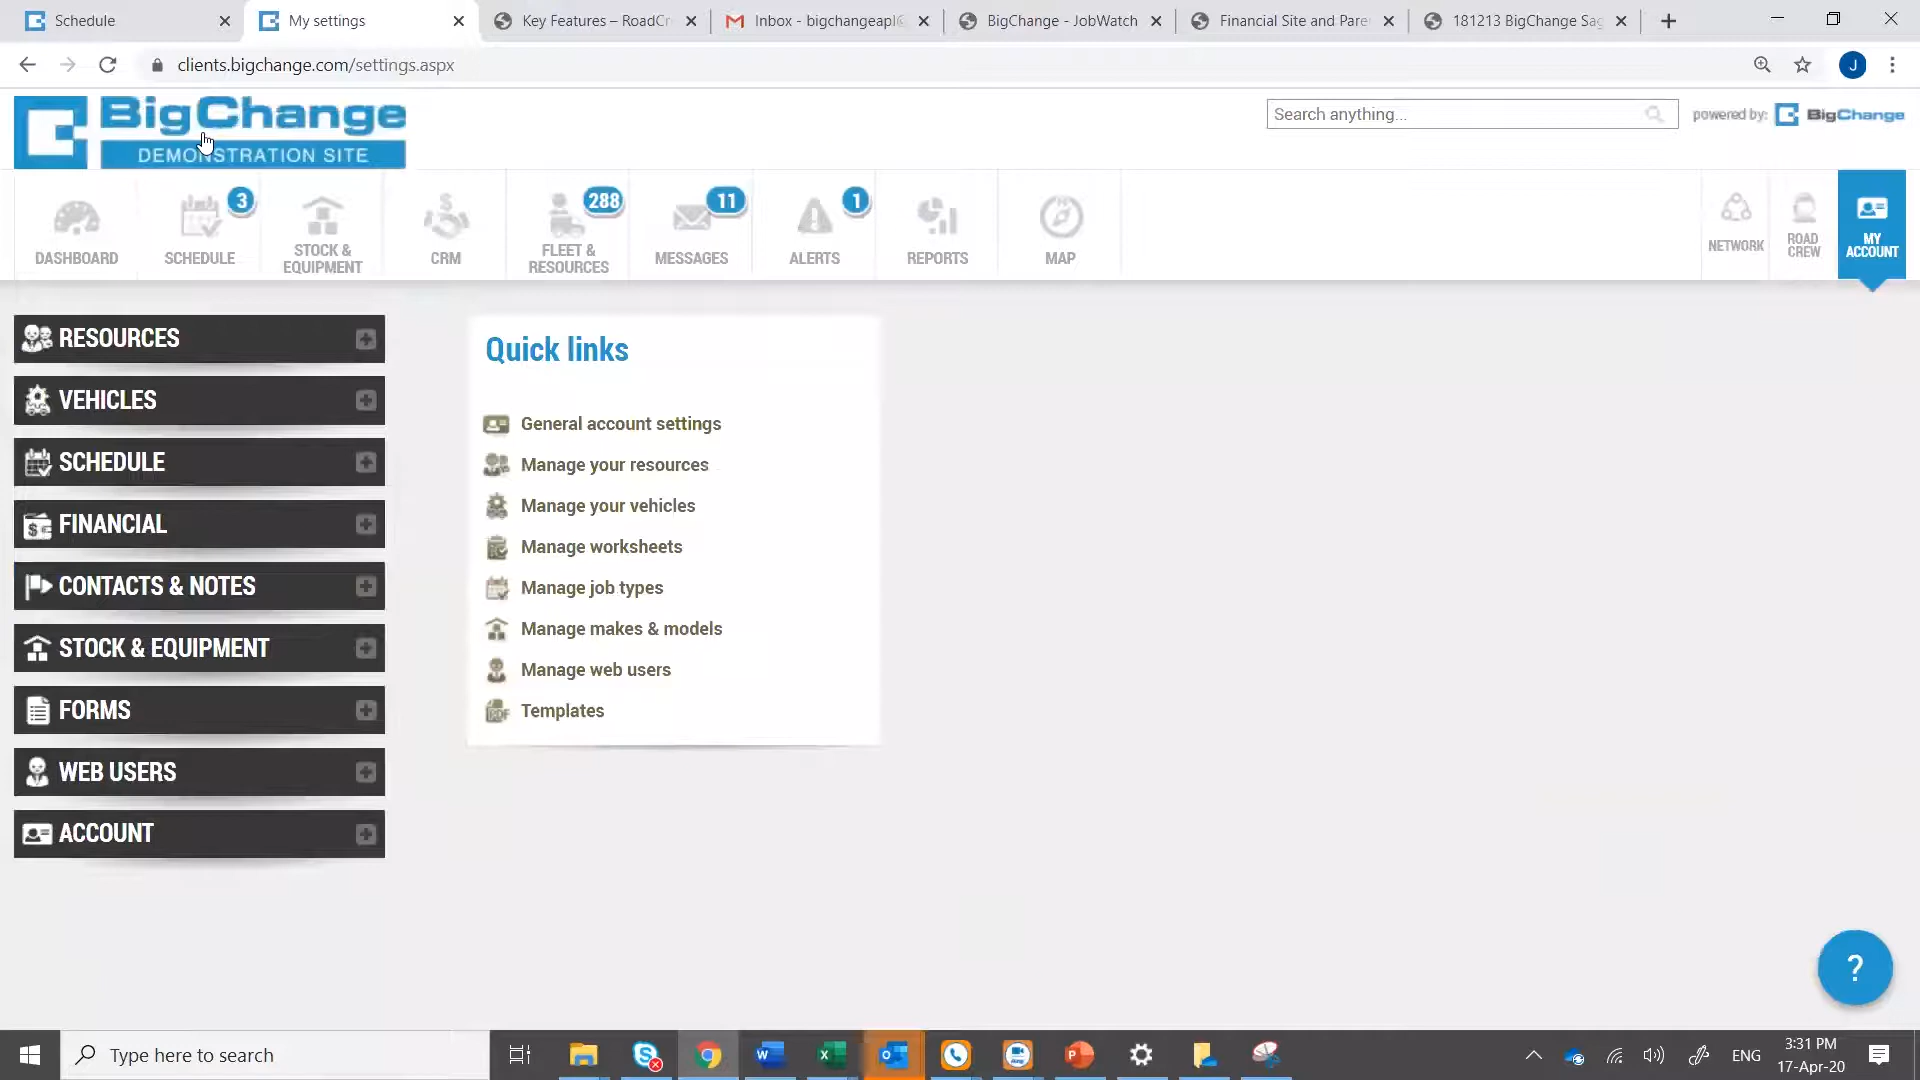 Schedule
My settings
Key Features – RoadCr
Inbox - bigchangeapl@
BigChange - JobWatch
Financial Site and Pare
181213 BigChange Sag
clients.bigchange.com/settings.aspx
J
BigChange
DEMONSTRATION SITE
Search anything...
powered by: BigChange
DASHBOARD
SCHEDULE
3
STOCK &
EQUIPMENT
CRM
FLEET &
RESOURCES
288
MESSAGES
11
ALERTS
1
REPORTS
MAP
NETWORK
ROAD
CREW
MY
ACCOUNT
RESOURCES
VEHICLES
SCHEDULE
FINANCIAL
CONTACTS & NOTES
STOCK & EQUIPMENT
FORMS
WEB USERS
ACCOUNT
Quick links
General account settings
Manage your resources
Manage your vehicles
Manage worksheets
Manage job types
Manage makes & models
Manage web users
Templates
?
Type here to search
ENG
3:31 PM
17-Apr-20